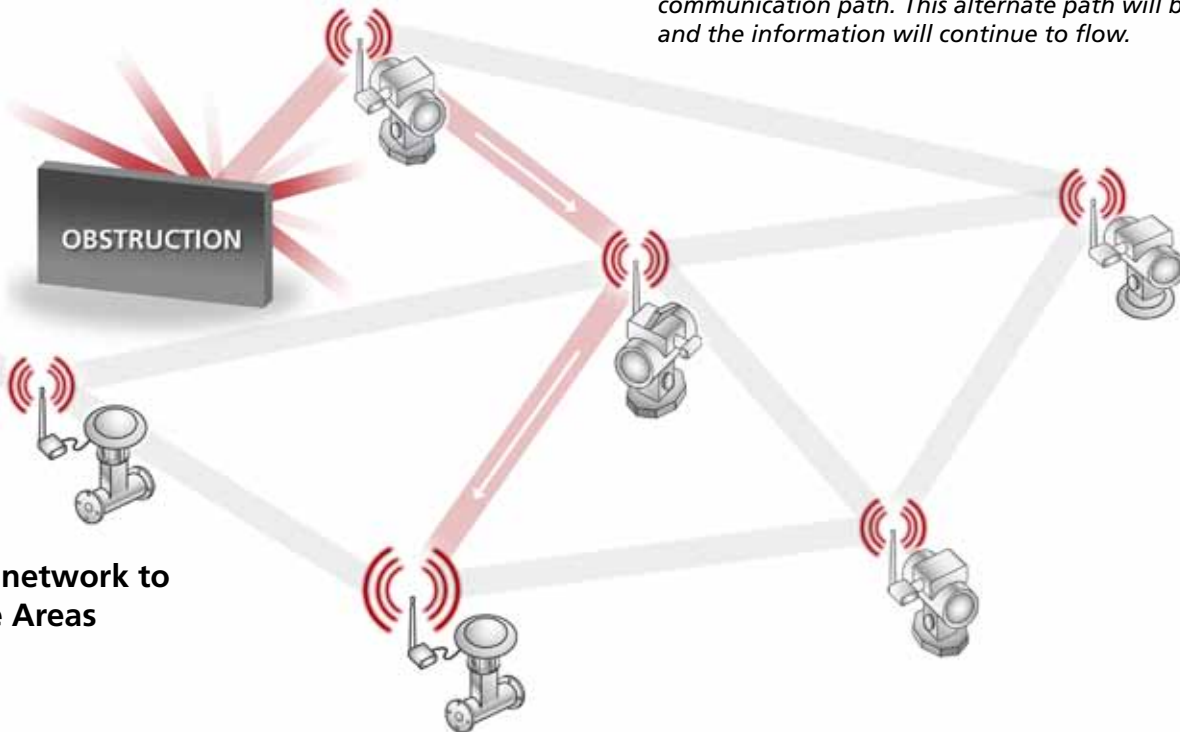 communication path. This alternate path will b
and the information will continue to flow.
OBSTRUCTION
network to
Areas